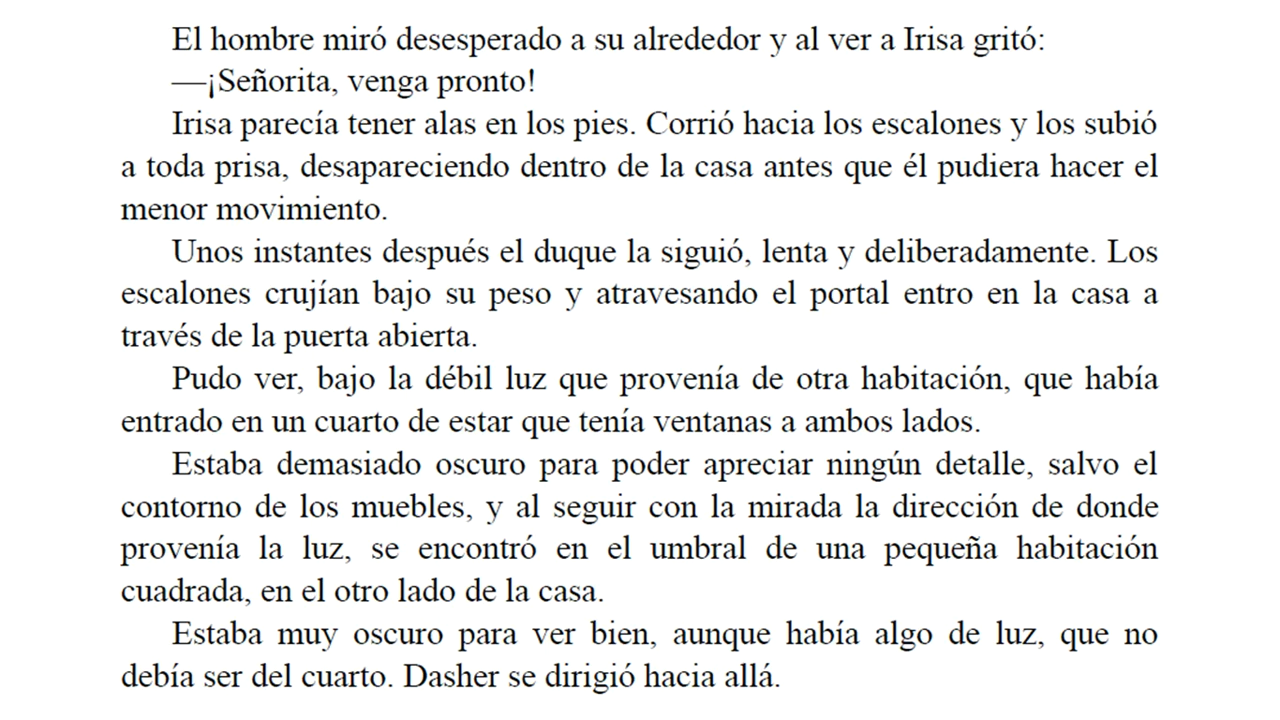 El hombre miró desesperado a su alrededor y al ver a Irisa gritó:
—¡Señorita, venga pronto!
Irisa parecía tener alas en los pies. Corrió hacia los escalones y los subió
a toda prisa, desapareciendo dentro de la casa antes que él pudiera hacer el
menor movimiento.
Unos instantes después el duque la siguió, lenta y deliberadamente. Los
escalones crujían bajo su peso y atravesando el portal entro en la casa a
través de la puerta abierta.
Pudo ver, bajo la débil luz que provenía de otra habitación, que había
entrado en un cuarto de estar que tenía ventanas a ambos lados.
Estaba demasiado oscuro para poder apreciar ningún detalle, salvo el
contorno de los muebles, y al seguir con la mirada la dirección de donde
provenía la luz, se encontró en el umbral de una pequeña habitación
cuadrada, en el otro lado de la casa.
Estaba muy oscuro para ver bien, aunque había algo de luz, que no
debía ser del cuarto. Dasher se dirigió hacia allá.